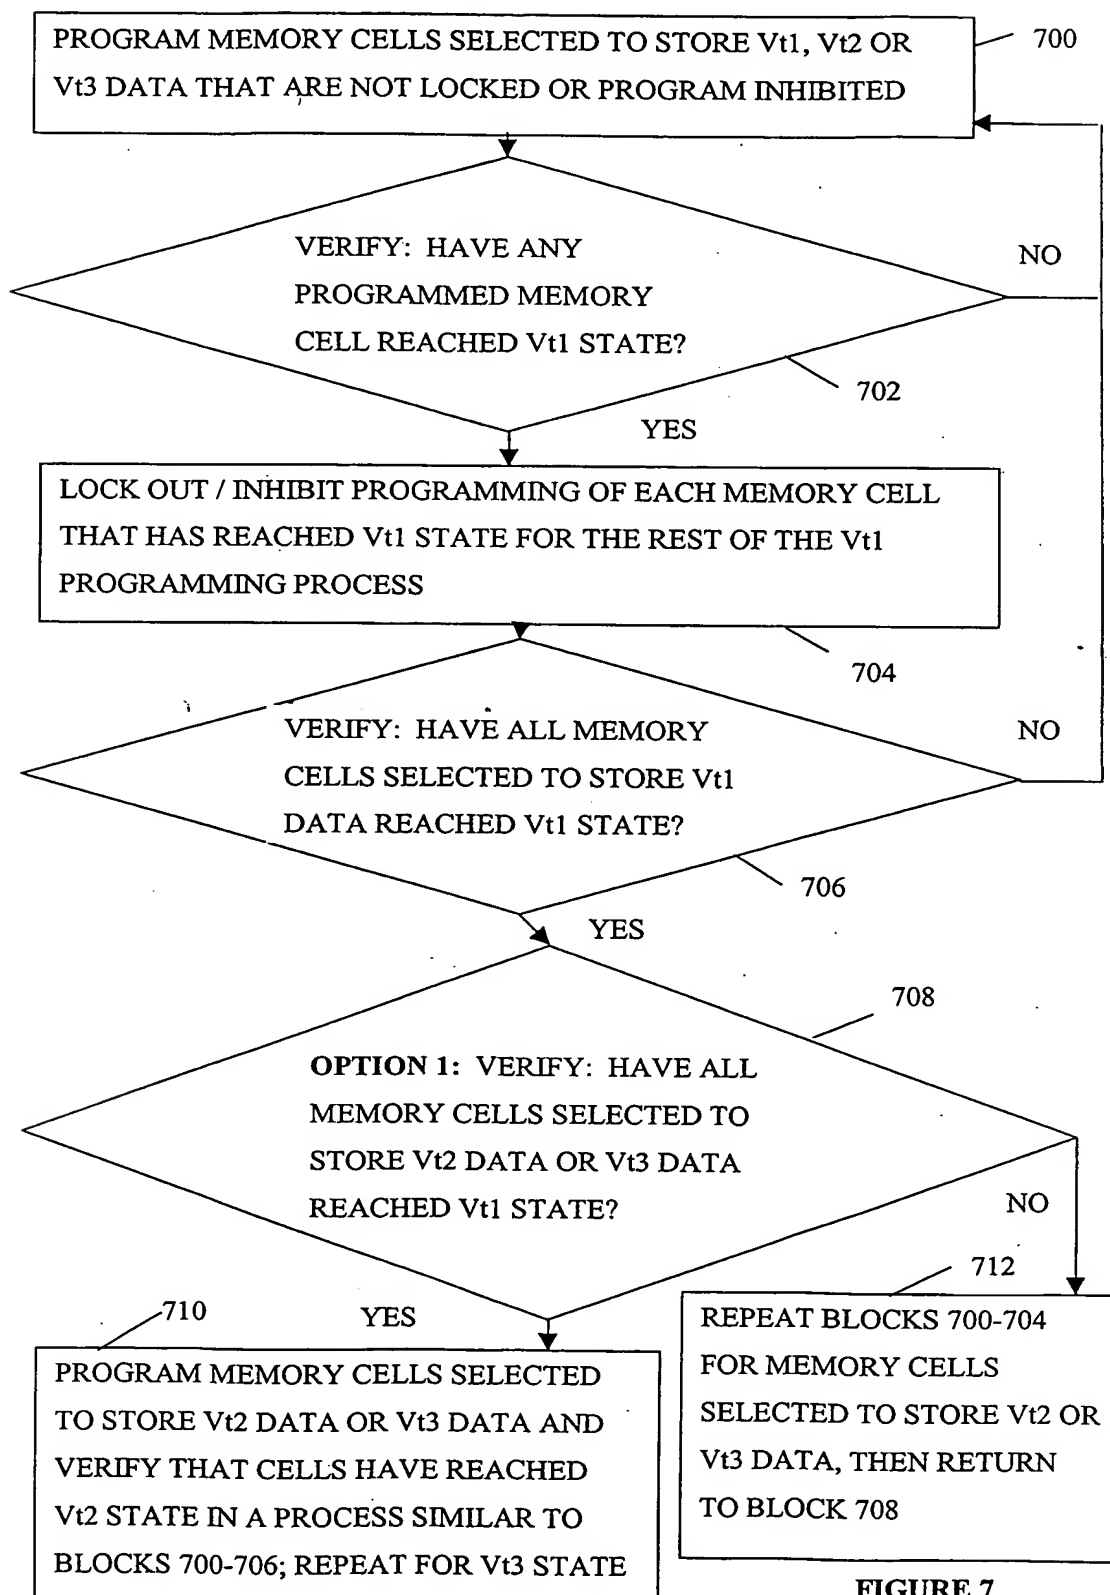 PROGRAM MEMORY CELLS SELECTED TO STORE Vt1, Vt2 OR
Vt3 DATA THAT ARE NOT LOCKED OR PROGRAM INHIBITED
700
VERIFY: HAVE ANY
PROGRAMMED MEMORY
CELL REACHED Vt1 STATE?
NO
702
YES
LOCK OUT / INHIBIT PROGRAMMING OF EACH MEMORY CELL
THAT HAS REACHED Vt1 STATE FOR THE REST OF THE Vt1
PROGRAMMING PROCESS
704
VERIFY: HAVE ALL MEMORY
CELLS SELECTED TO STORE Vt1
DATA REACHED Vt1 STATE?
NO
706
YES
708
OPTION 1: VERIFY: HAVE ALL
MEMORY CELLS SELECTED TO
STORE Vt2 DATA OR Vt3 DATA
REACHED Vt1 STATE?
NO
712
710
YES
PROGRAM MEMORY CELLS SELECTED
TO STORE Vt2 DATA OR Vt3 DATA AND
VERIFY THAT CELLS HAVE REACHED
Vt2 STATE IN A PROCESS SIMILAR TO
BLOCKS 700-706; REPEAT FOR Vt3 STATE
REPEAT BLOCKS 700-704
FOR MEMORY CELLS
SELECTED TO STORE Vt2 OR
Vt3 DATA, THEN RETURN
TO BLOCK 708
FIGURE 7